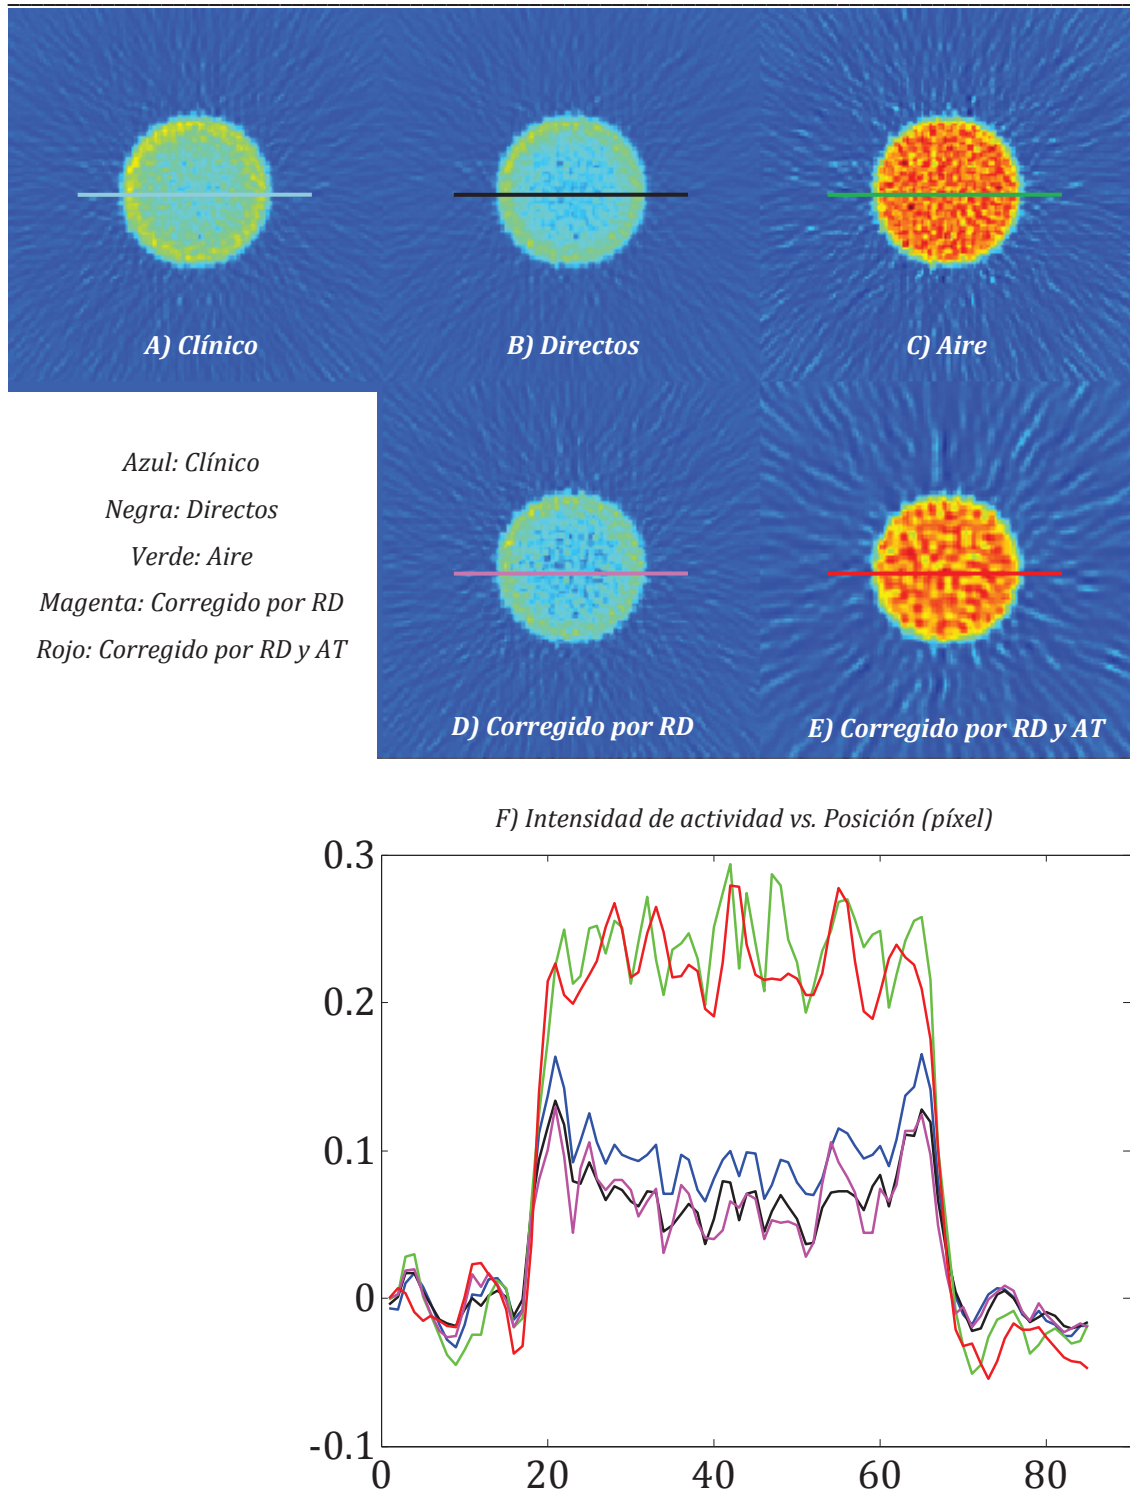 A) Clínico
B) Directos
C) Aire
Azul: Clínico
Negra: Directos
Verde: Aire
Magenta: Corregido por RD
Rojo: Corregido por RD y AT
D) Corregido por RD
E) Corregido por RD y AT
F) Intensidad de actividad vs. Posición (píxel)
0.3
0.2
0.1
0
-0.1
0
20
40
60
80